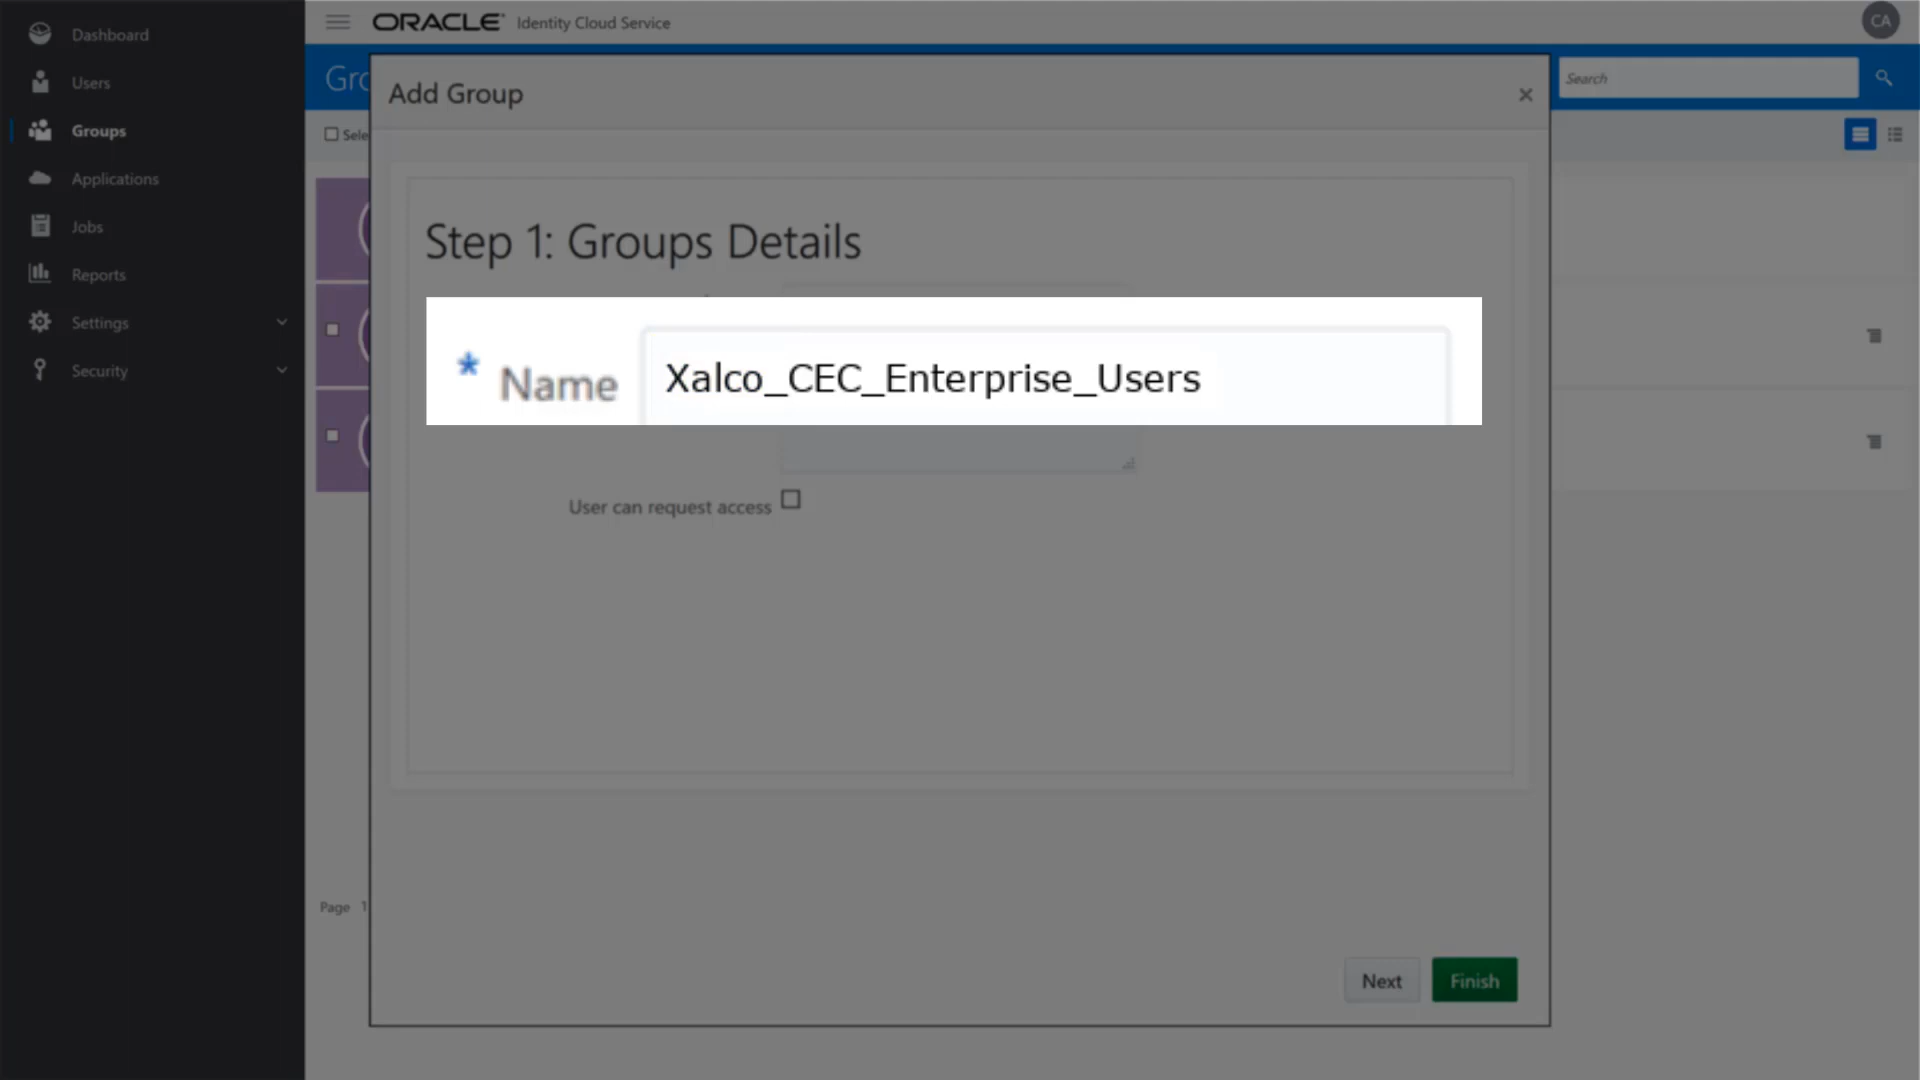 Dashboard
Users
Groups
Applications
Jobs
Reports
Settings
Security
ORACLE Identity Cloud Service
CA
Search
Add Group
Step 1: Groups Details
* Name Xalco_CEC_Enterprise_Users
User can request access
Page 1
Next Finish